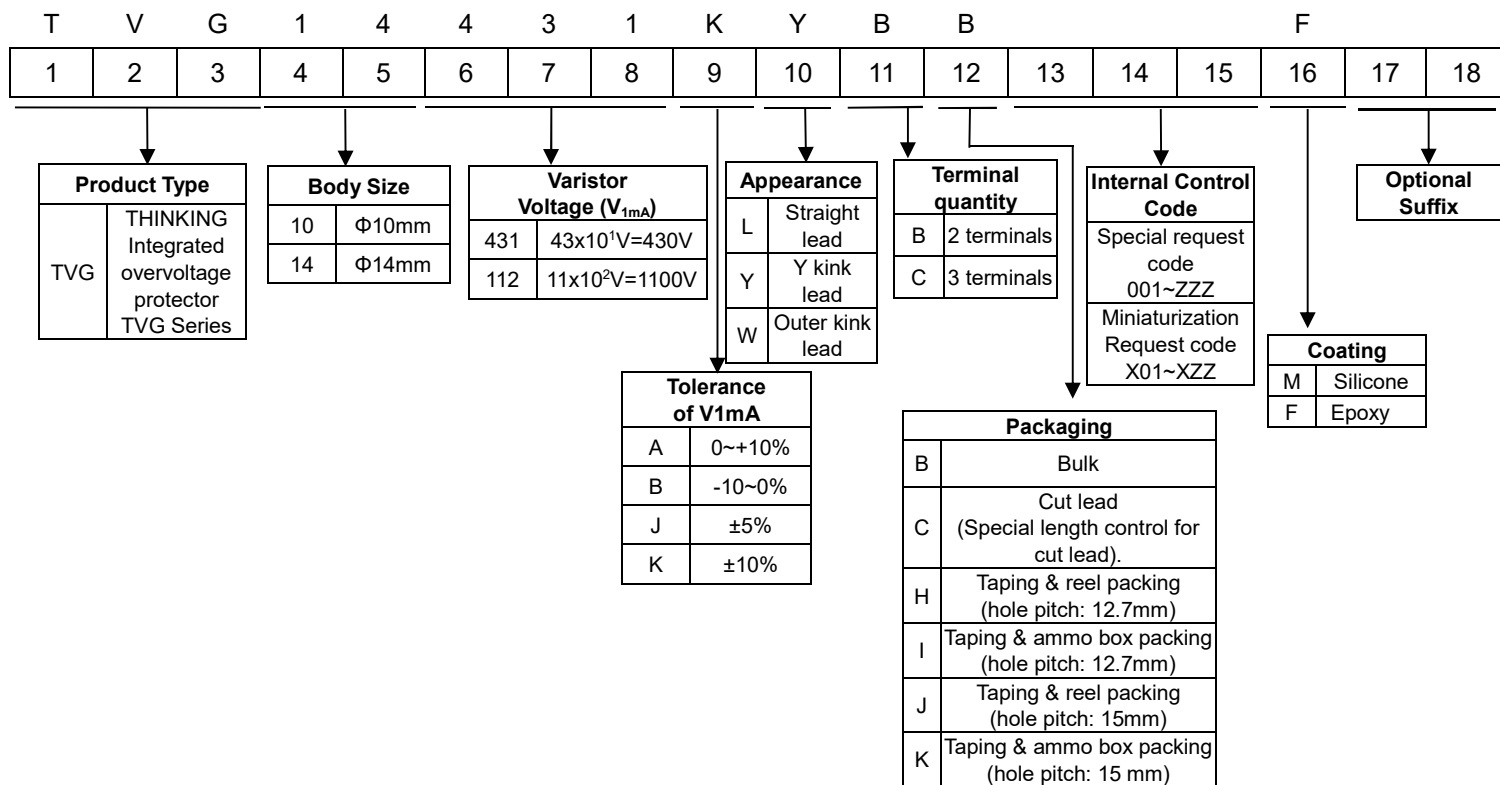 T V G 1 4 4 3 1 K Y B B F
1 2 3 4 5 6 7 8 9 10 11 12 13 14 15 16 17 18
Product Type
TVG
THINKING
Integrated
overvoltage
protector
TVG Series
Body Size
10 Φ10mm
14 Φ14mm
Varistor
Voltage (V1mA)
431 43x10¹V=430V
112 11x10²V=1100V
Tolerance
of V1mA
A 0~+10%
B -10~0%
J ±5%
K ±10%
Appearance
L
Straight
lead
Y
Y kink
lead
W
Outer kink
lead
Terminal
quantity
B 2 terminals
C 3 terminals
Packaging
B Bulk
C
Cut lead
(Special length control for
cut lead).
H
Taping & reel packing
(hole pitch: 12.7mm)
I
Taping & ammo box packing
(hole pitch: 12.7mm)
J
Taping & reel packing
(hole pitch: 15mm)
K
Taping & ammo box packing
(hole pitch: 15 mm)
Internal Control
Code
Special request
code
001~ZZZ
Miniaturization
Request code
X01~XZZ
Coating
M Silicone
F Epoxy
Optional
Suffix